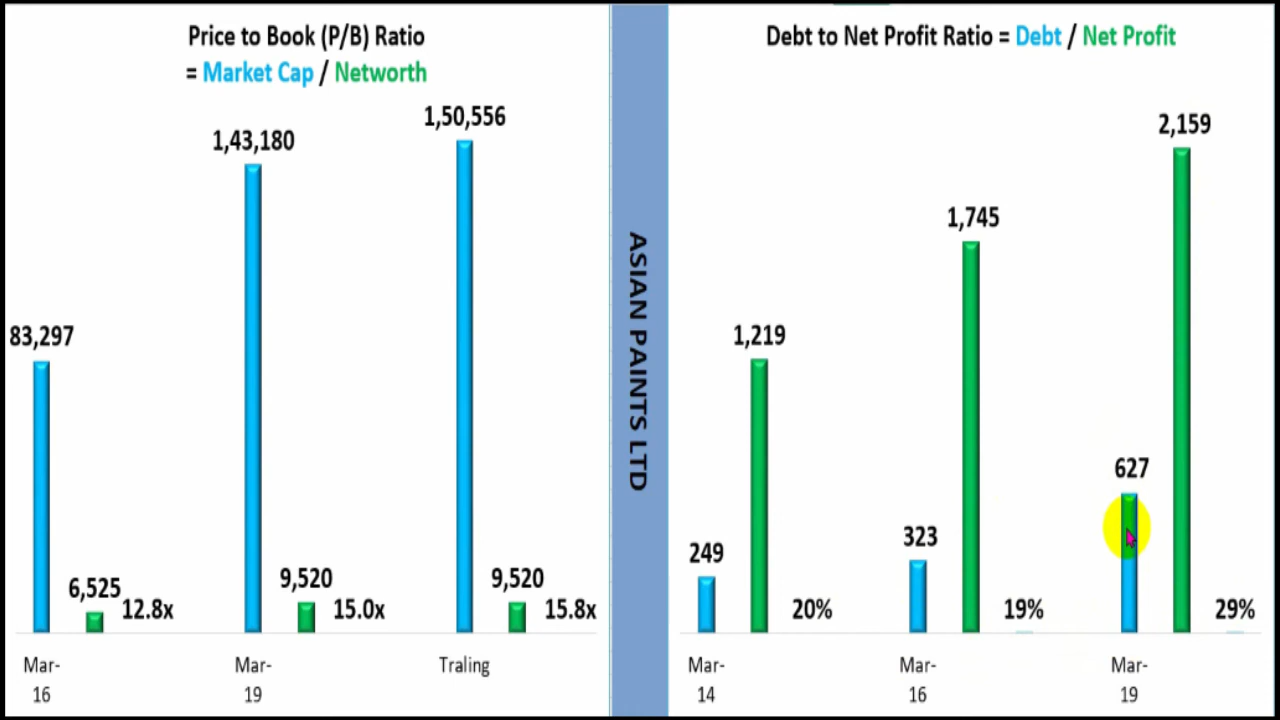 Price to Book (P/B) Ratio
= Market Cap / Networth
83,297
6,525
12.8x
1,43,180
9,520
15.0x
1,50,556
9,520
15.8x
Mar-
16
Mar-
19
Traling
ASIAN PAINTS LTD
Debt to Net Profit Ratio = Debt / Net Profit
249
1,219
20%
323
1,745
19%
627
2,159
29%
Mar-
14
Mar-
16
Mar-
19